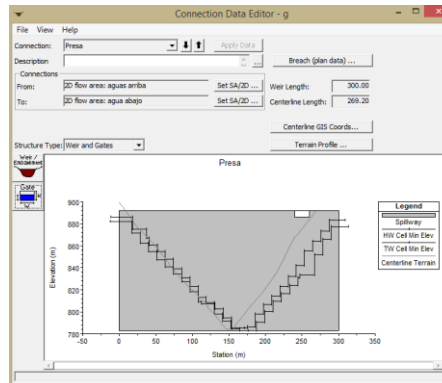 Connection Data Editor - g
File View Help
Connection: Presa Apply Data
Description ... Breach (plan data) ...
Connections
From: 2D flow area: aguas arriba Set SA/2D ... Weir Length: 300.00
To: 2D flow area: agua abajo Set SA/2D ... Centerline Length: 269.20
Centerline GIS Coords...
Structure Type: Weir and Gates Terrain Profile ...
Weir / Embankment
Gate
Presa
Legend
Spillway
HW Cell Min Elev
TW Cell Min Elev
Centerline Terrain
Elevation (m)
900
880
860
840
820
800
780
-50 0 50 100 150 200 250 300 350
Station (m)